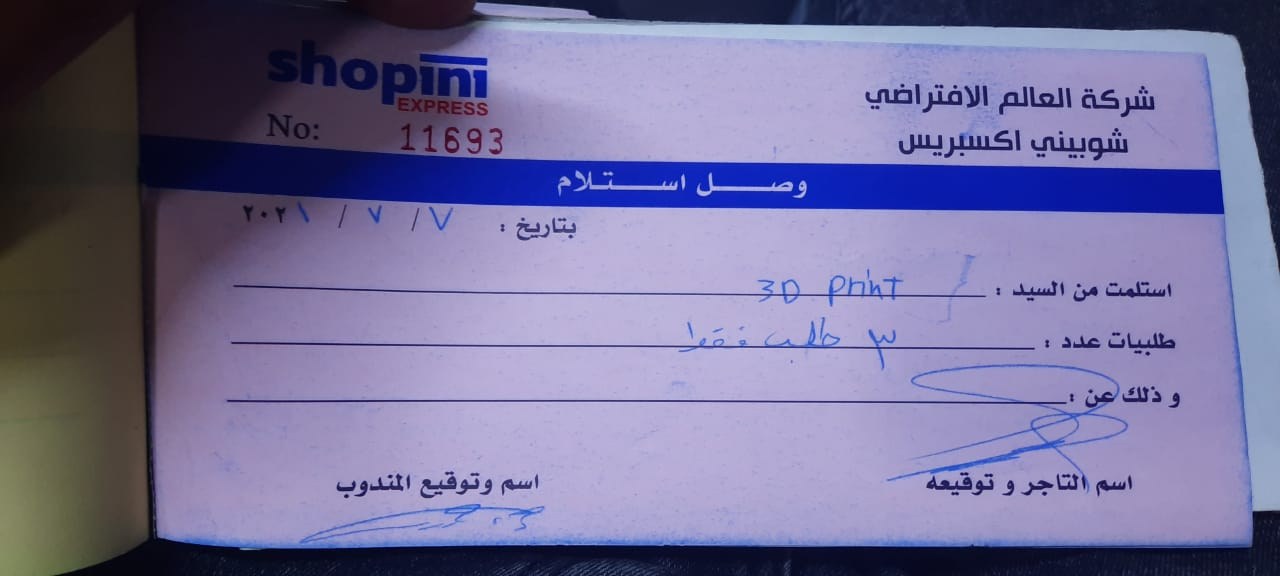 shopini
EXPRESS
شركة العالم الافتراضي
شوبيني اكسبريس
No: 11693
وصل استلام
بتاريخ : ٧ / ٧ / ٢٠٢١
استلمت من السيد : 3D Print
طلبيات عدد : ٣ طلب فقط
و ذلك عن :
اسم التاجر و توقيعه
اسم وتوقيع المندوب